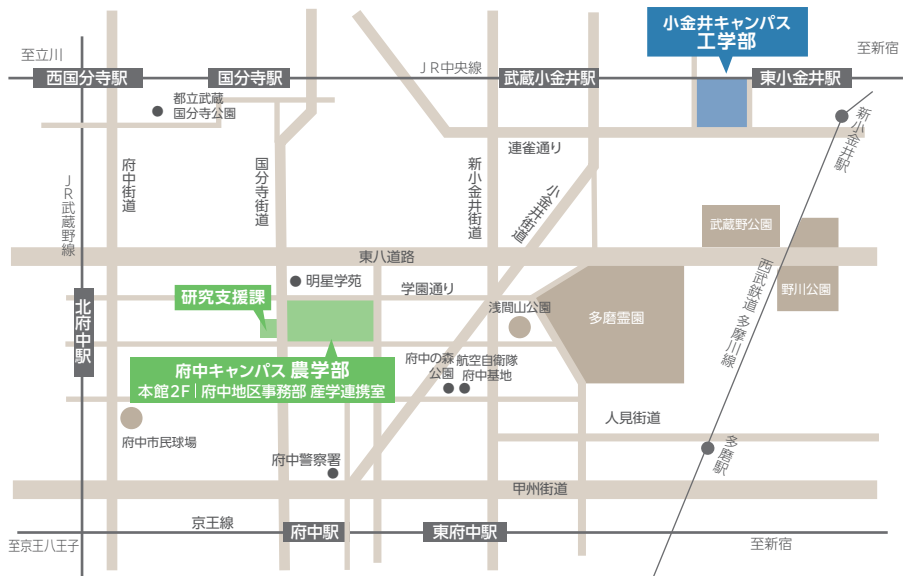 小金井キャンパス
工学部
至立川
至新宿
JR中央線
西国分寺駅
国分寺駅
武蔵小金井駅
東小金井駅
都立武蔵
国分寺公園
新小金井駅
連雀通り
府中街道
国分寺街道
新小金井街道
小金井街道
JR武蔵野線
武蔵野公園
東八道路
西武鉄道 多摩川線
明星学苑
学園通り
野川公園
研究支援課
北府中駅
浅間山公園
多磨霊園
府中キャンパス 農学部
本館2F|府中地区事務部 産学連携室
府中の森
公園
航空自衛隊
府中基地
人見街道
府中市民球場
多磨駅
府中警察署
甲州街道
京王線
府中駅
東府中駅
至京王八王子
至新宿